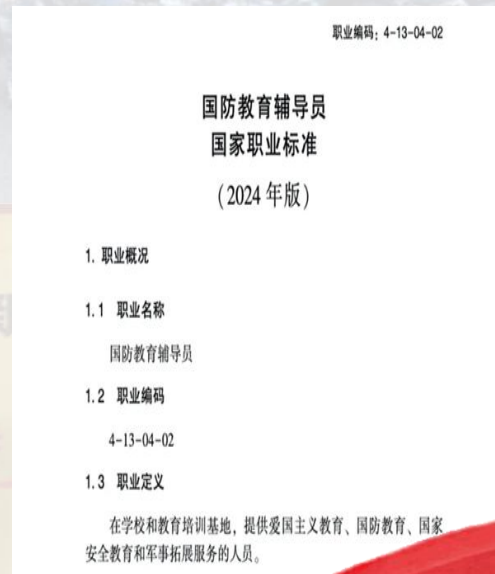 职业编码：4-13-04-02
国防教育辅导员
国家职业标准
（2024 年版）
1. 职业概况
1.1 职业名称
国防教育辅导员
1.2 职业编码
4-13-04-02
1.3 职业定义
在学校和教育培训基地，提供爱国主义教育、国防教育、国家
安全教育和军事拓展服务的人员。